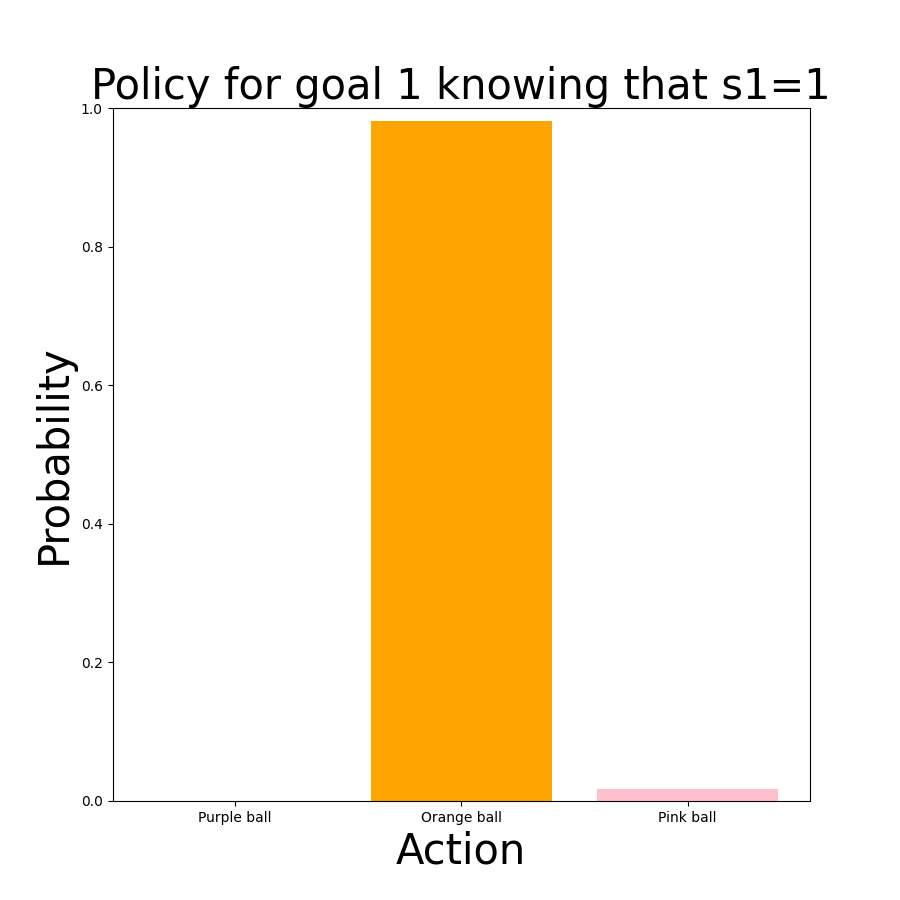 Policy for goal 1 knowing that s1=1
1.0
0.8
0.6
0.4
0.2
0.0
Probability
Purple ball
Orange ball
Pink ball
Action